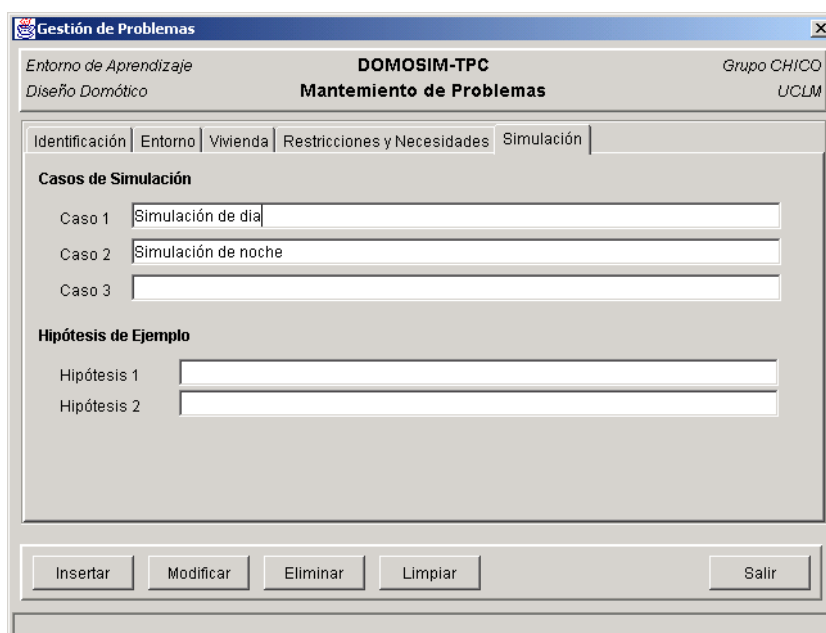 Gestión de Problemas
Entorno de Aprendizaje DOMOSIM-TPC Grupo CHICO
Diseño Domótico Mantemiento de Problemas UCLM
Identificación Entorno Vivienda Restricciones y Necesidades Simulación
Casos de Simulación
Caso 1 Simulación de dia
Caso 2 Simulación de noche
Caso 3
Hipótesis de Ejemplo
Hipótesis 1
Hipótesis 2
Insertar Modificar Eliminar Limpiar Salir